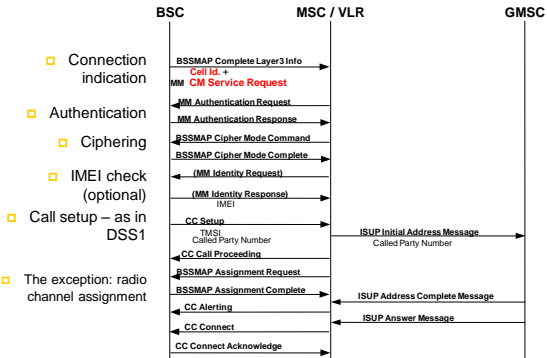 BSC
MSC / VLR
GMSC
Connection
indication
BSSMAP Complete Layer3 Info
Cell Id. +
MM CM Service Request
Authentication
MM Authentication Request
MM Authentication Response
Ciphering
BSSMAP Cipher Mode Command
BSSMAP Cipher Mode Complete
IMEI check
(optional)
(MM Identity Request)
(MM Identity Response)
IMEI
Call setup – as in
DSS1
CC Setup
TMSI
Called Party Number
ISUP Initial Address Message
Called Party Number
CC Call Proceeding
The exception: radio
channel assignment
BSSMAP Assignment Request
BSSMAP Assignment Complete
ISUP Address Complete Message
CC Alerting
ISUP Answer Message
CC Connect
CC Connect Acknowledge